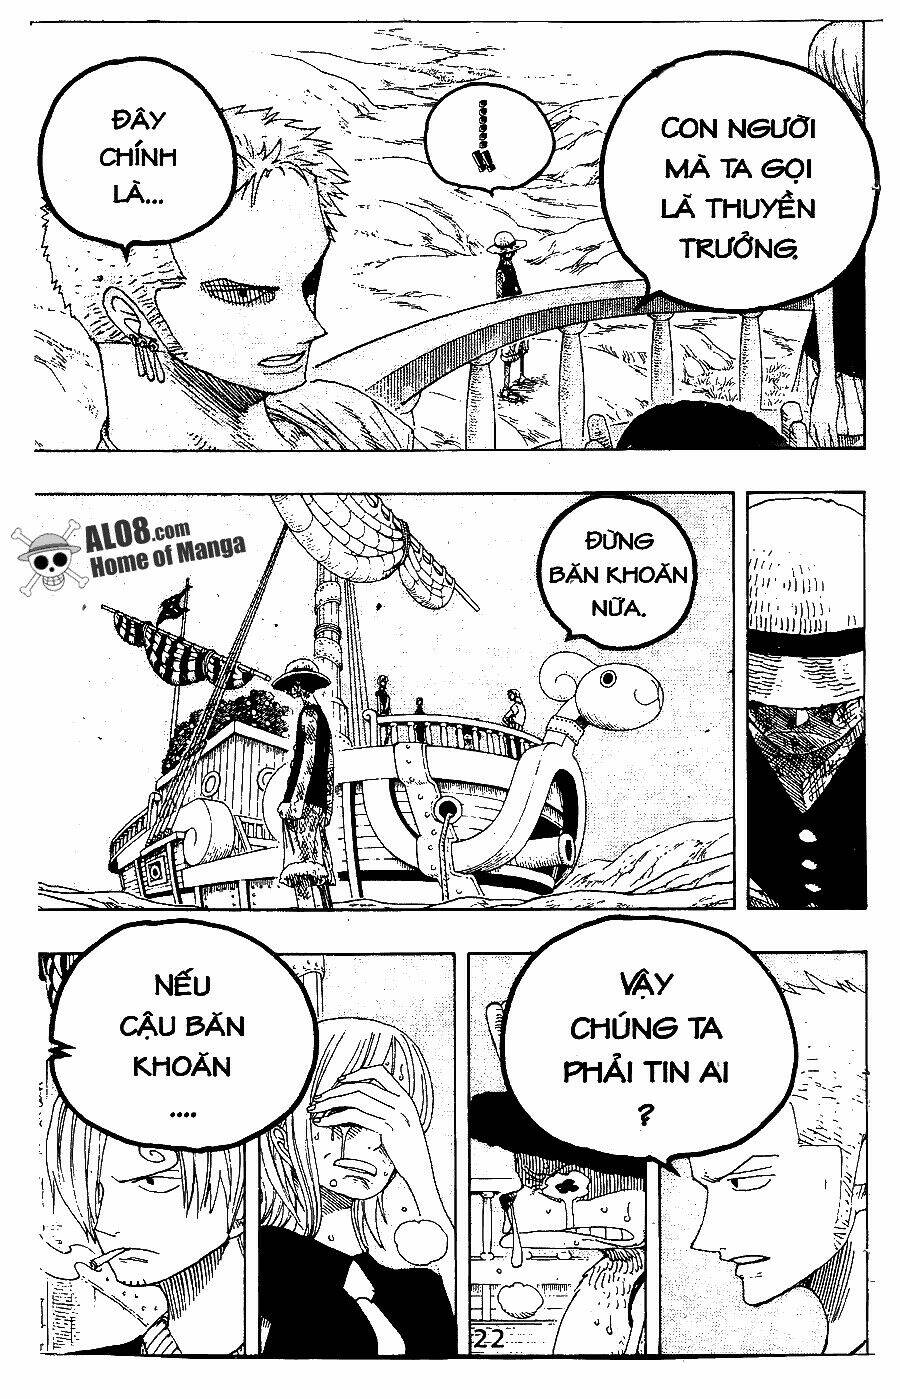 ĐÂY
CHÍNH
LÀ...
......!!
CON NGƯỜI
MÀ TA GỌI
LÃ THUYỀN
TRƯỞNG.
AL08.com
Home of Manga
ĐỪNG
BĂN KHOĂN
NỮA.
NẾU
CẬU BĂN
KHOĂN
....
VẬY
CHÚNG TA
PHẢI TIN AI
?
22